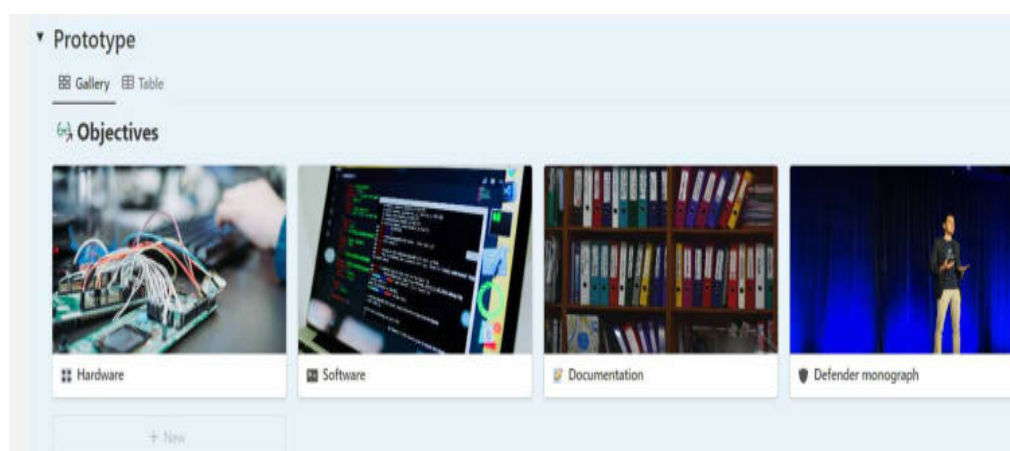 Prototype
Gallery Table
Objectives
Hardware
Software
Documentation
Defender monograph
+ New